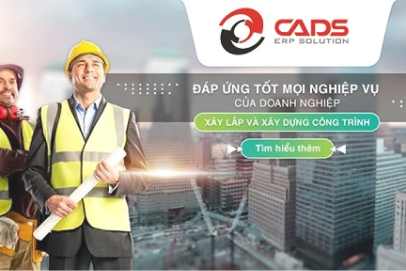 CADS
ERP SOLUTION
ĐÁP ỨNG TỐT MỌI NGHIỆP VỤ
CỦA DOANH NGHIỆP
XÂY LẮP VÀ XÂY DỰNG CÔNG TRÌNH
Tìm hiểu thêm